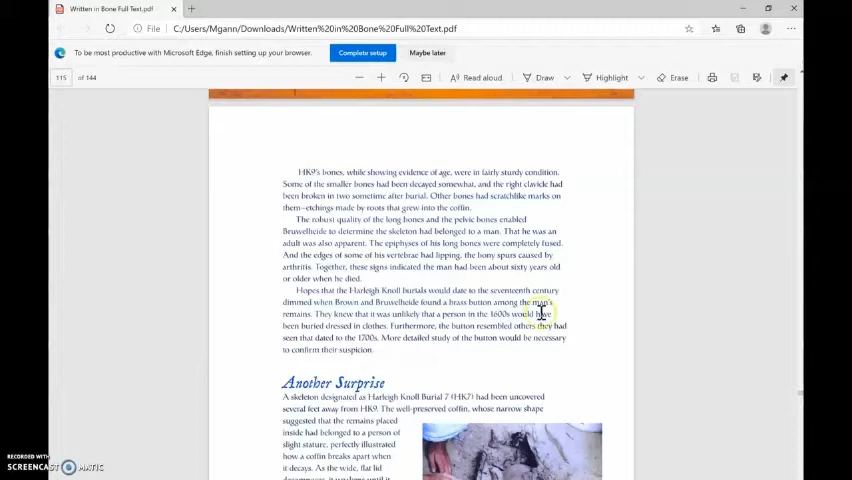 Written in Bone Full Text.pdf
File
C:/Users/Mgann/Downloads/Written%20in%20Bone%20Full%20Text.pdf
To be most productive with Microsoft Edge, finish setting up your browser.
Complete setup
Maybe later
115 of 144
Read aloud
Draw
Highlight
Erase
HK9's bones, while showing evidence of age, were in fairly sturdy condition.
Some of the smaller bones had been decayed somewhat, and the right clavicle had
been broken in two sometime after burial. Other bones had scratchlike marks on
them—etchings made by roots that grew into the coffin.
The robust quality of the long bones and the pelvic bones enabled
Bruwelheide to determine the skeleton had belonged to a man. That he was an
adult was also apparent. The epiphyses of his long bones were completely fused.
And the edges of some of his vertebrae had lipping, the bony spurs caused by
arthritis. Together, these signs indicated the man had been about sixty years old
or older when he died.
Hopes that the Harleigh Knoll burials would date to the seventeenth century
dimmed when Brown and Bruwelheide found a brass button among the man's
remains. They knew that it was unlikely that a person in the 1600s would have
been buried dressed in clothes. Furthermore, the button resembled others they had
seen that dated to the 1700s. More detailed study of the button would be necessary
to confirm their suspicion.
Another Surprise
A skeleton designated as Harleigh Knoll Burial 7 (HK7) had been uncovered
several feet away from HK9. The well-preserved coffin, whose narrow shape
suggested that the remains placed
inside had belonged to a person of
slight stature, perfectly illustrated
how a coffin breaks apart when
it decays. As the wide, flat lid
decomposes, it weakens until it
RECORDED WITH
SCREENCAST MATIC